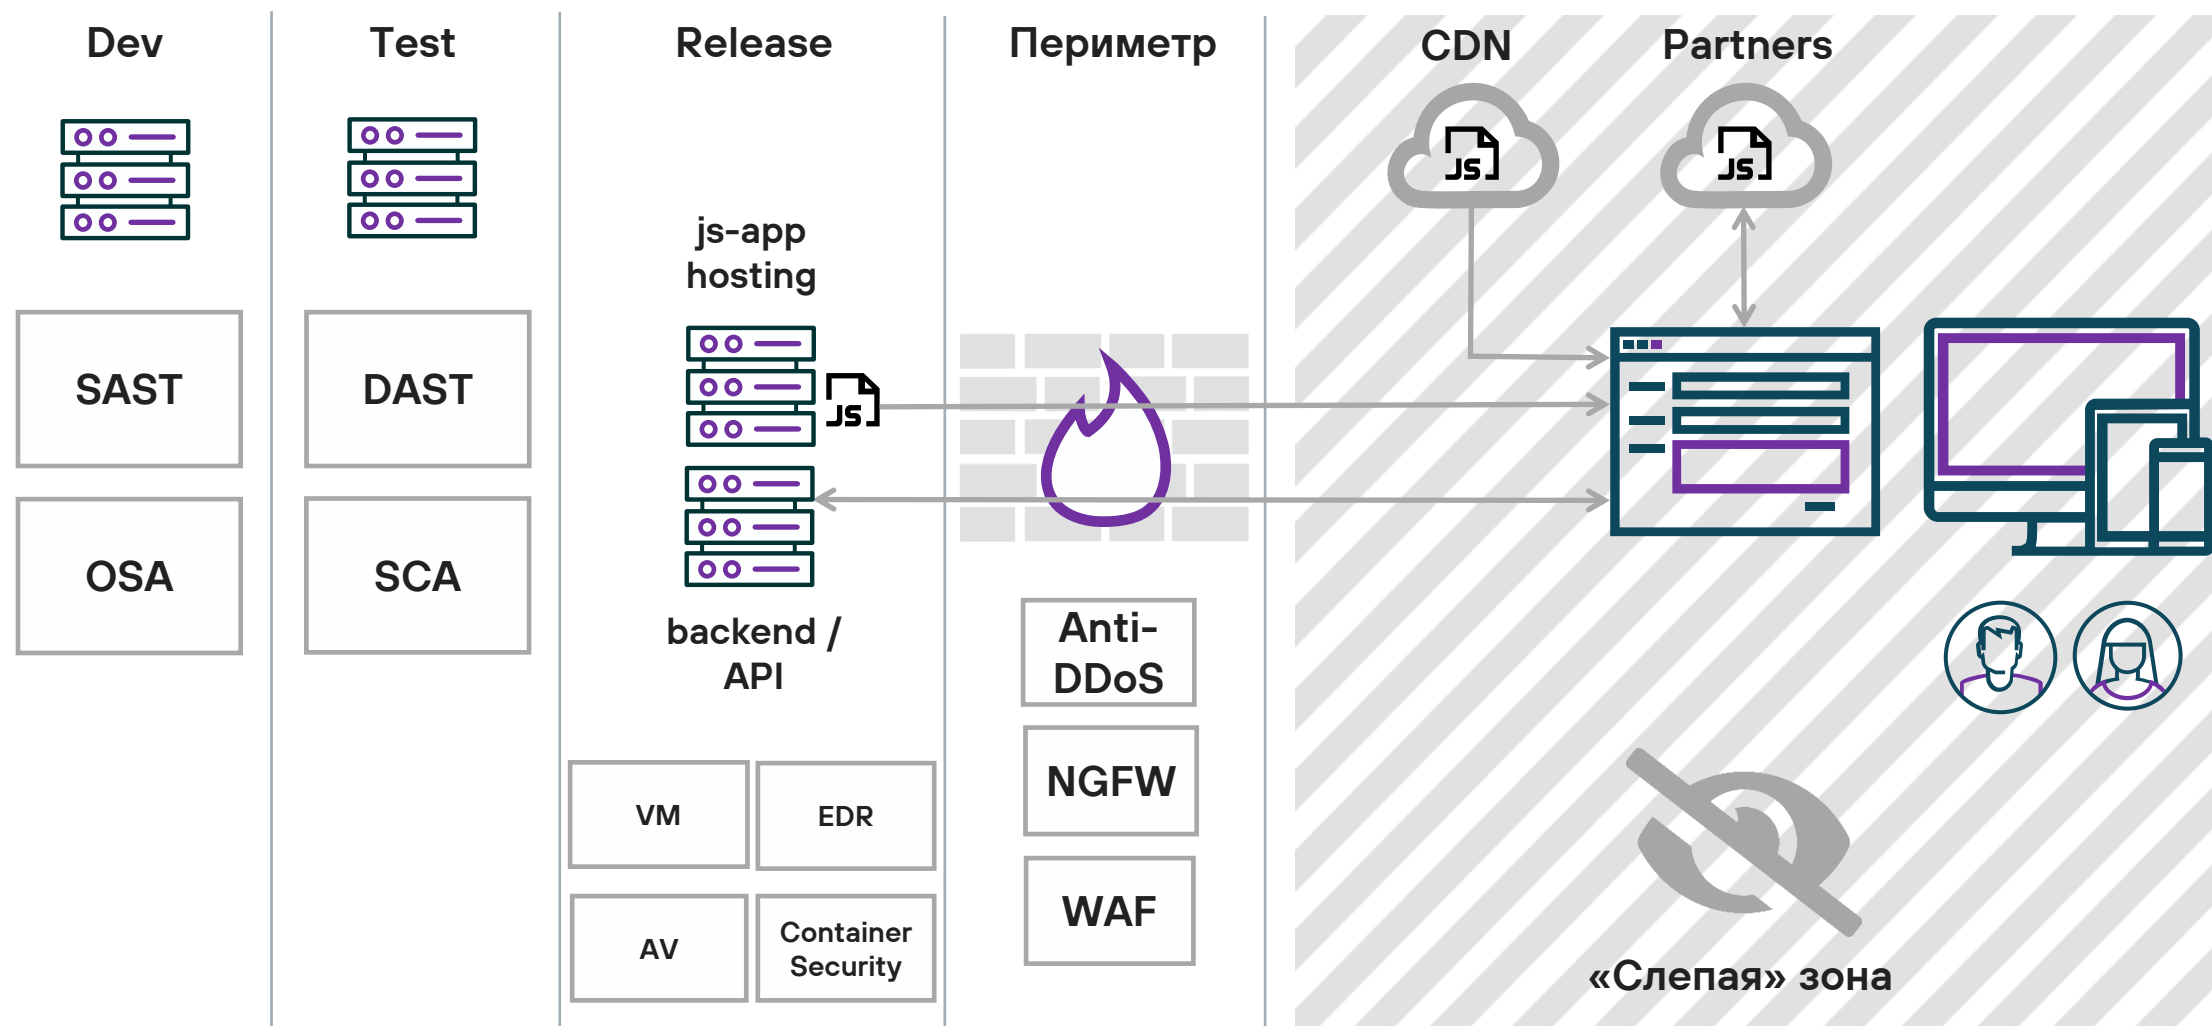 Dev
Test
Release
Периметр
CDN
Partners
JS
JS
js-app
hosting
JS
SAST
DAST
OSA
SCA
backend /
API
Anti-
DDoS
NGFW
WAF
VM
EDR
AV
Container
Security
«Слепая» зона